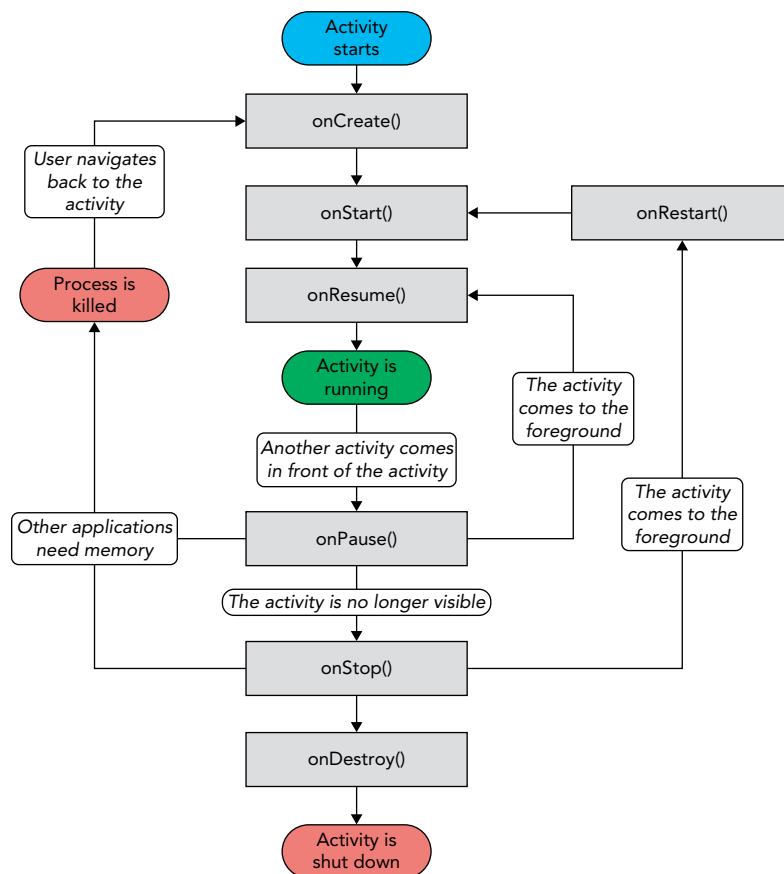 Activity
starts
onCreate()
User navigates
back to the
activity
onStart()
onRestart()
Process is
killed
onResume()
Activity is
running
The activity
comes to the
foreground
Another activity comes
in front of the activity
The activity
comes to the
foreground
Other applications
need memory
onPause()
The activity is no longer visible
onStop()
onDestroy()
Activity is
shut down